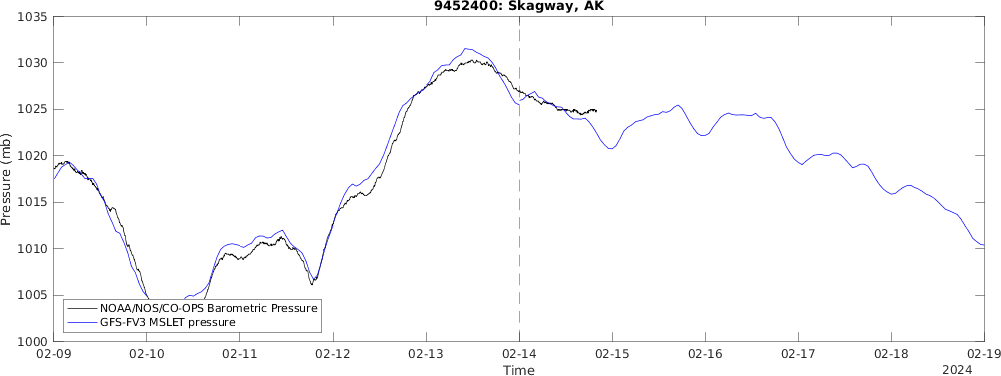 9452400: Skagway, AK
1035
1030
1025
1020
1015
1010
1005
1000
Pressure (mb)
NOAA/NOS/CO-OPS Barometric Pressure
GFS-FV3 MSLET pressure
02-09 02-10 02-11 02-12 02-13 02-14 02-15 02-16 02-17 02-18 02-19
Time
2024